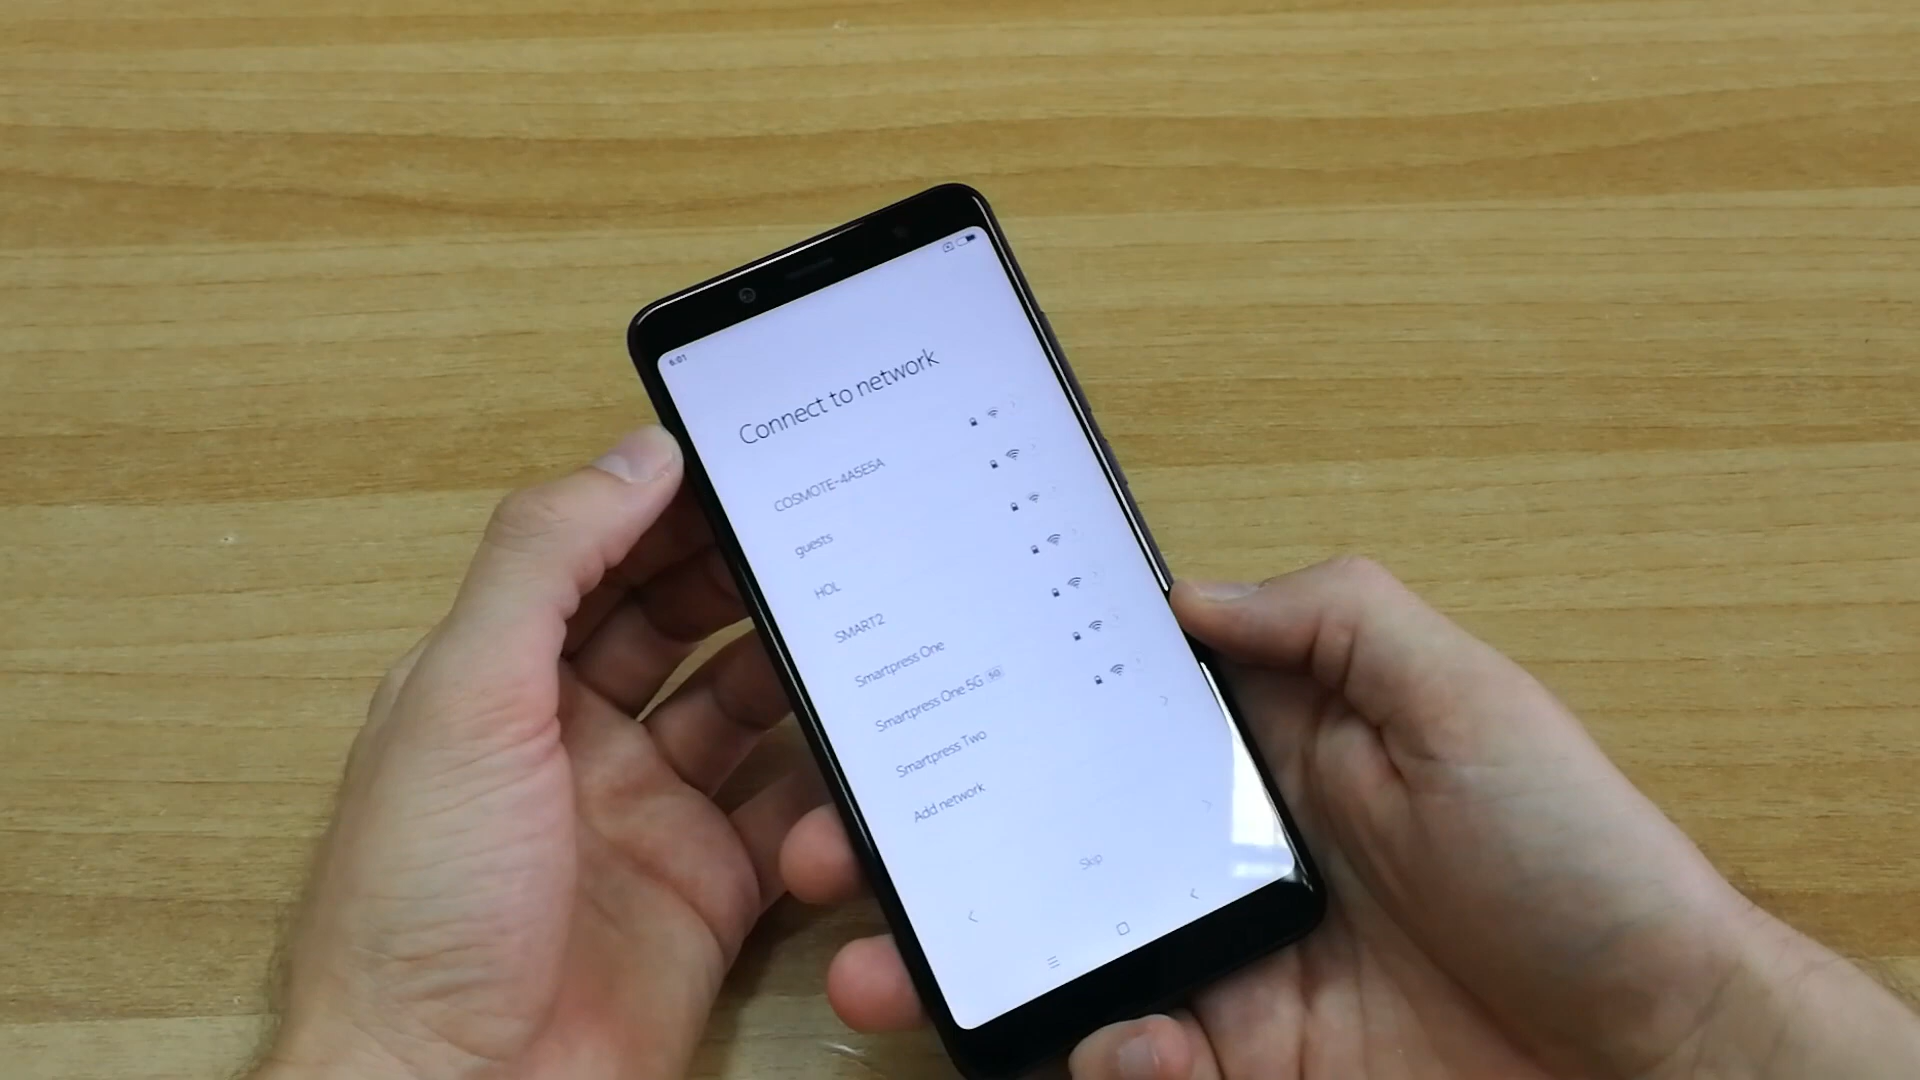 6:01
Connect to network
COSMOTE-4A5E5A
guests
HOL
SMART2
Smartpress One
Smartpress One 5G 5G
Smartpress Two
Add network
Skip